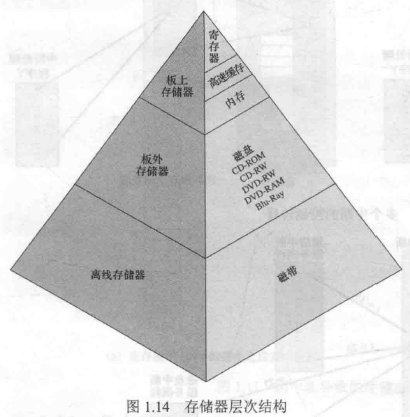 寄
存
器
高速缓存
内存
板上
存储器
板外
存储器
磁盘
CD-ROM
CD-RW
DVD-RW
DVD-RAM
Blu-Ray
离线存储器
磁带
图 1.14 存储器层次结构